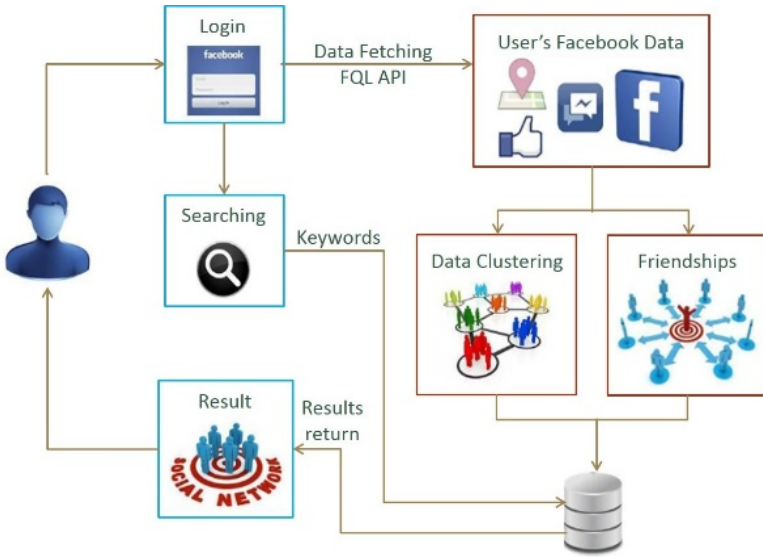 Login
facebook
Data Fetching
FQL API
User's Facebook Data
Searching
Keywords
Data Clustering
Friendships
Result
SOCIAL NETWORK
Results
return